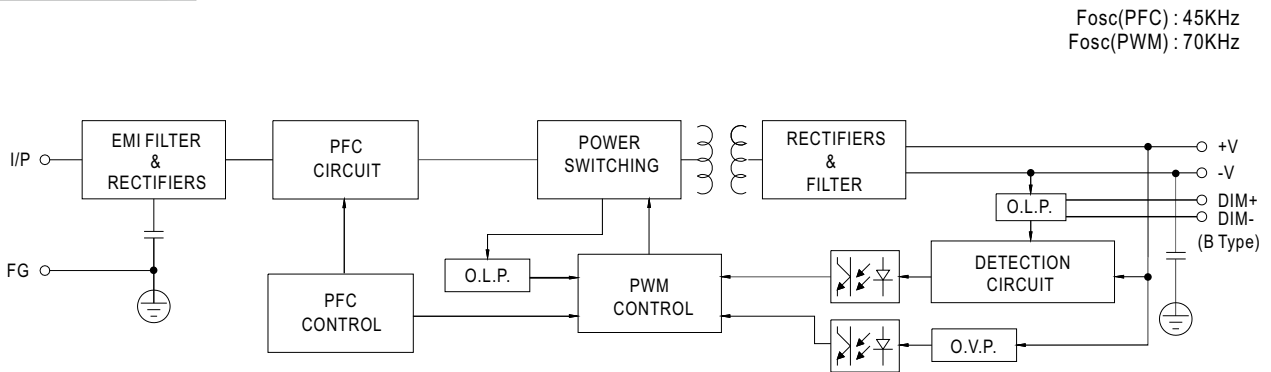 Fosc(PFC) : 45KHz
Fosc(PWM) : 70KHz
I/P
EMI FILTER
&
RECTIFIERS
PFC
CIRCUIT
POWER
SWITCHING
RECTIFIERS
&
FILTER
+V
-V
DIM+
DIM-
(B Type)
O.L.P.
FG
O.L.P.
PFC
CONTROL
PWM
CONTROL
DETECTION
CIRCUIT
O.V.P.